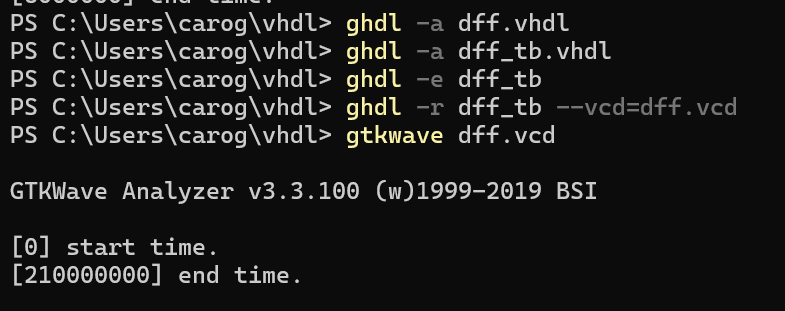 end time.
PS C:\Users\carog\vhdl> ghdl -a dff.vhdl
PS C:\Users\carog\vhdl> ghdl -a dff_tb.vhdl
PS C:\Users\carog\vhdl> ghdl -e dff_tb
PS C:\Users\carog\vhdl> ghdl -r dff_tb --vcd=dff.vcd
PS C:\Users\carog\vhdl> gtkwave dff.vcd
GTKWave Analyzer v3.3.100 (w)1999-2019 BSI
[0] start time.
[210000000] end time.